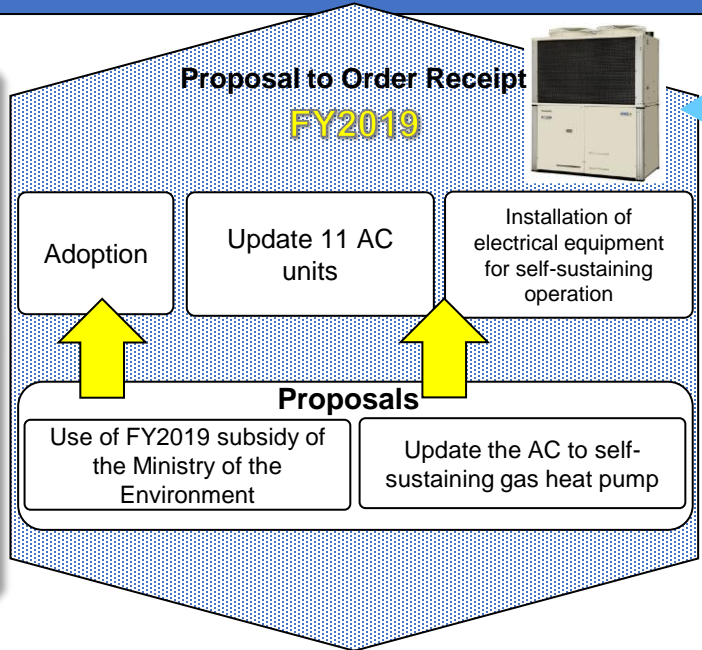 Proposal to Order Receipt
FY2019
Adoption
Update 11 AC
units
Installation of
electrical equipment
for self-sustaining
operation
Proposals
Use of FY2019 subsidy of
the Ministry of the
Environment
Update the AC to self-
sustaining gas heat pump